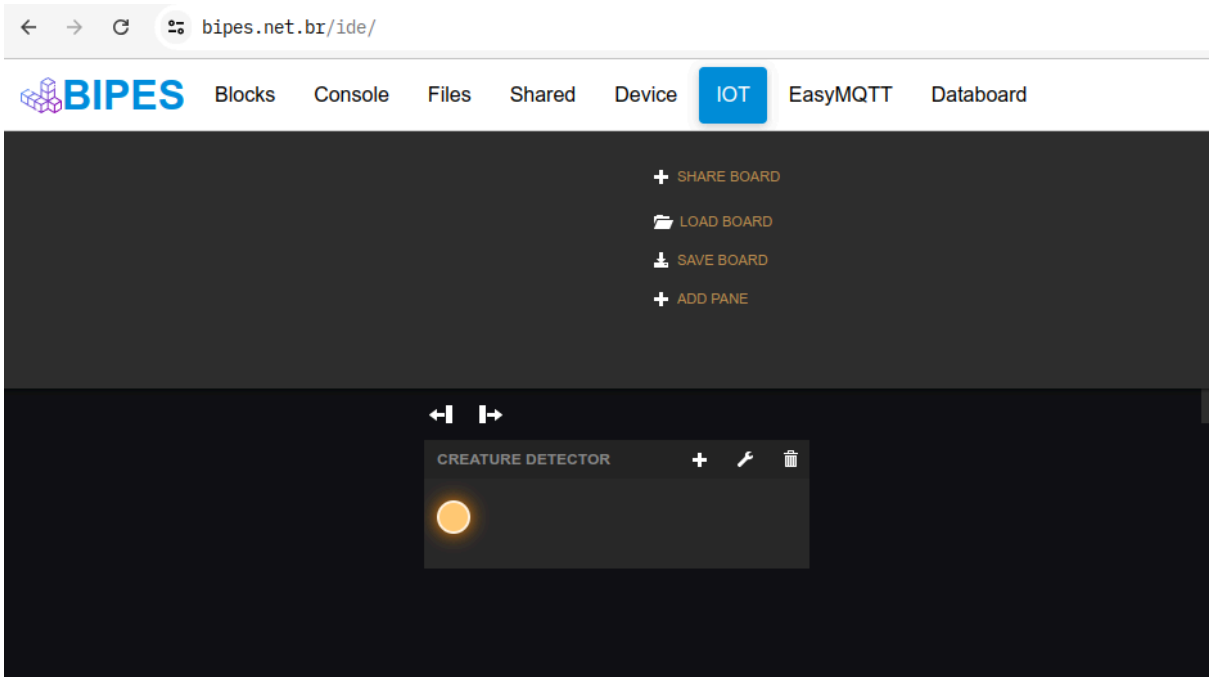 bipes.net.br/ide/
BIPES Blocks Console Files Shared Device IOT EasyMQTT Databoard
SHARE BOARD
LOAD BOARD
SAVE BOARD
ADD PANE
CREATURE DETECTOR